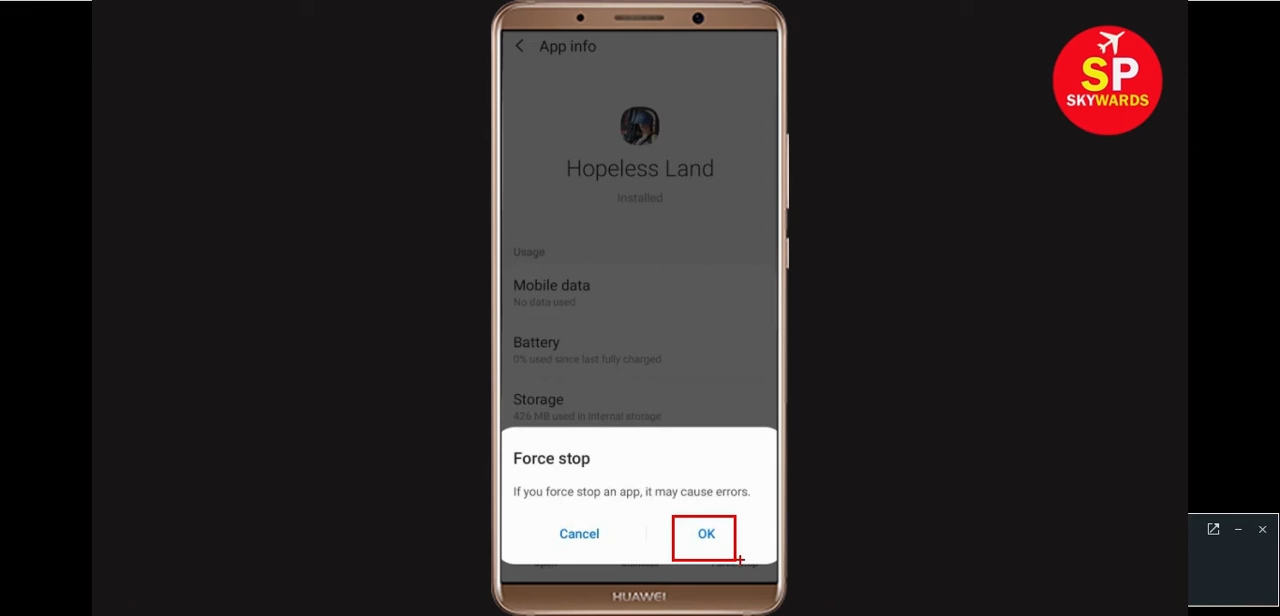 App info
SP
SKYWARDS
Hopeless Land
Installed
Usage
Mobile data
No data used
Battery
0% used since last fully charged
Storage
426 MB used in Internal storage
Force stop
If you force stop an app, it may cause errors.
Cancel
OK
HUAWEI